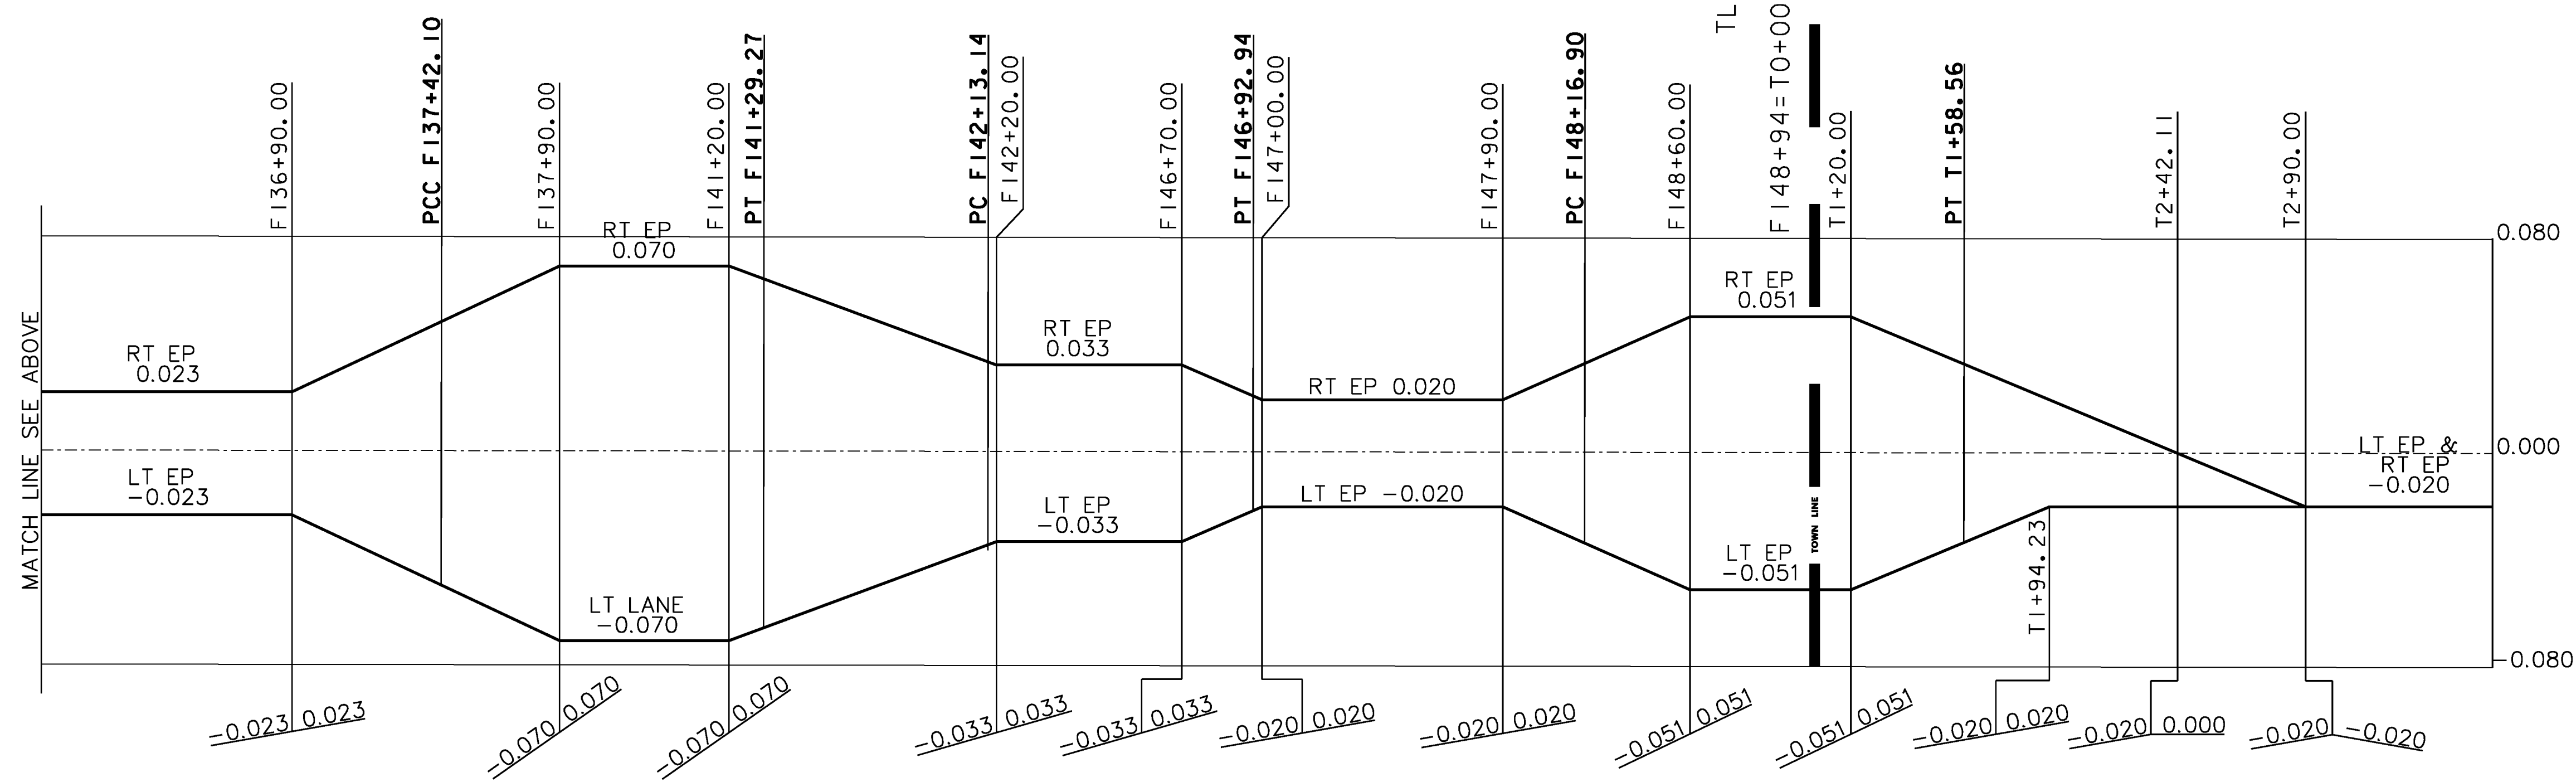 MATCH LINE SEE ABOVE
F136+90.00
PCC F137+42.10
F137+90.00
F141+20.00
PT F141+29.27
PC F142+13.14
F142+20.00
F146+70.00
PT F146+92.94
F147+00.00
F147+90.00
PC F148+16.90
F148+60.00
TL
F148+94=T0+00
T1+20.00
PT T1+58.56
T2+42.11
T2+90.00
0.080
RT EP
0.070
RT EP
0.051
RT EP
0.033
RT EP
0.023
RT EP 0.020
0.000
LT EP &
RT EP
-0.020
LT EP
-0.023
LT EP -0.020
LT EP
-0.033
TOWN LINE
LT EP
-0.051
T1+94.23
LT LANE
-0.070
-0.080
-0.023 0.023
-0.070 0.070
-0.070 0.070
-0.033 0.033
-0.033 0.033
-0.020 0.020
-0.020 0.020
-0.051 0.051
-0.051 0.051
-0.020 0.020
-0.020 0.000
-0.020 -0.020